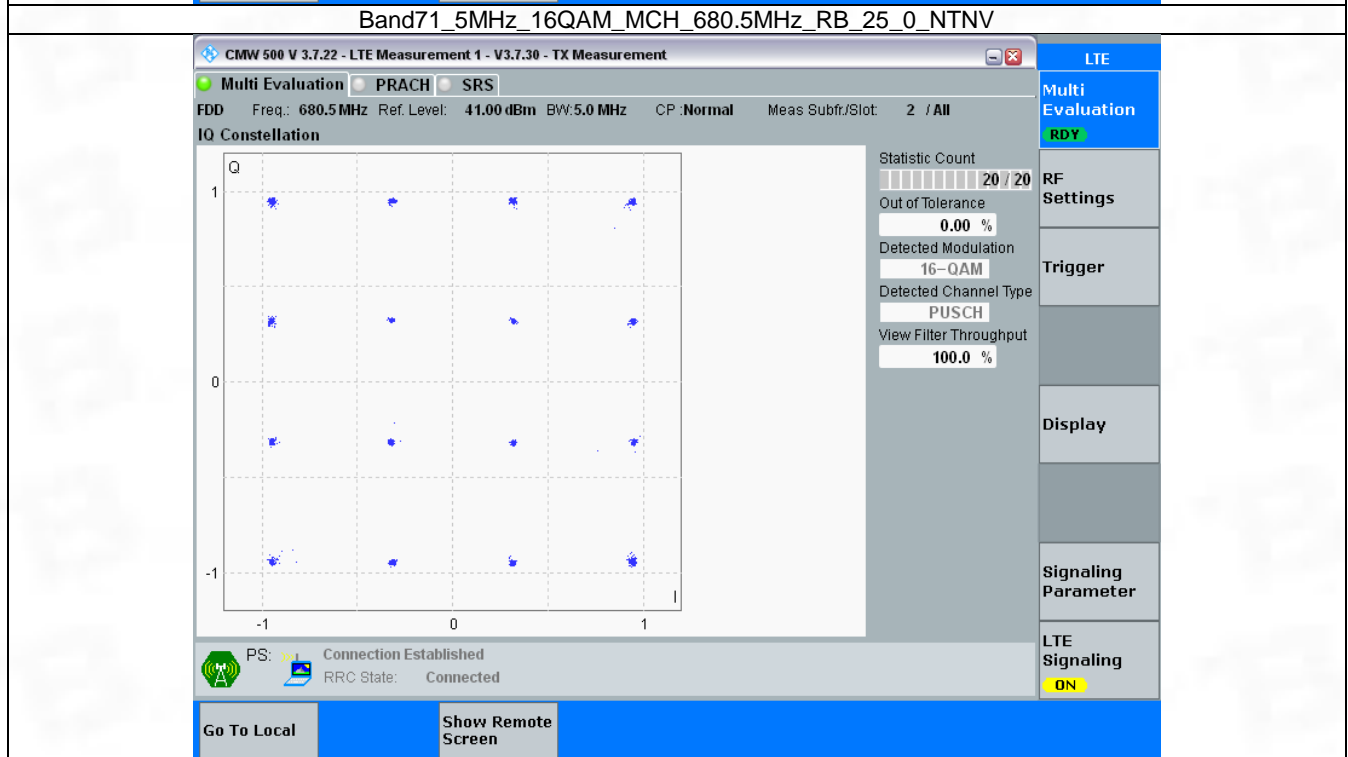 Band71_5MHz_16QAM_MCH_680.5MHz_RB_25_0_NTNV
CMW 500 V 3.7.22 - LTE Measurement 1 - V3.7.30 - TX Measurement
LTE
Multi Evaluation PRACH SRS
Multi
Evaluation
RDY
FDD Freq.: 680.5 MHz Ref. Level: 41.00 dBm BW:5.0 MHz CP :Normal Meas Subfr./Slot: 2 / All
IQ Constellation
Q
1
0
-1
I
-1 0 1
Statistic Count
20 / 20
Out of Tolerance
0.00 %
Detected Modulation
16-QAM
Detected Channel Type
PUSCH
View Filter Throughput
100.0 %
RF
Settings
Trigger
Display
Signaling
Parameter
LTE
Signaling
ON
PS: Connection Established
RRC State: Connected
Go To Local
Show Remote
Screen